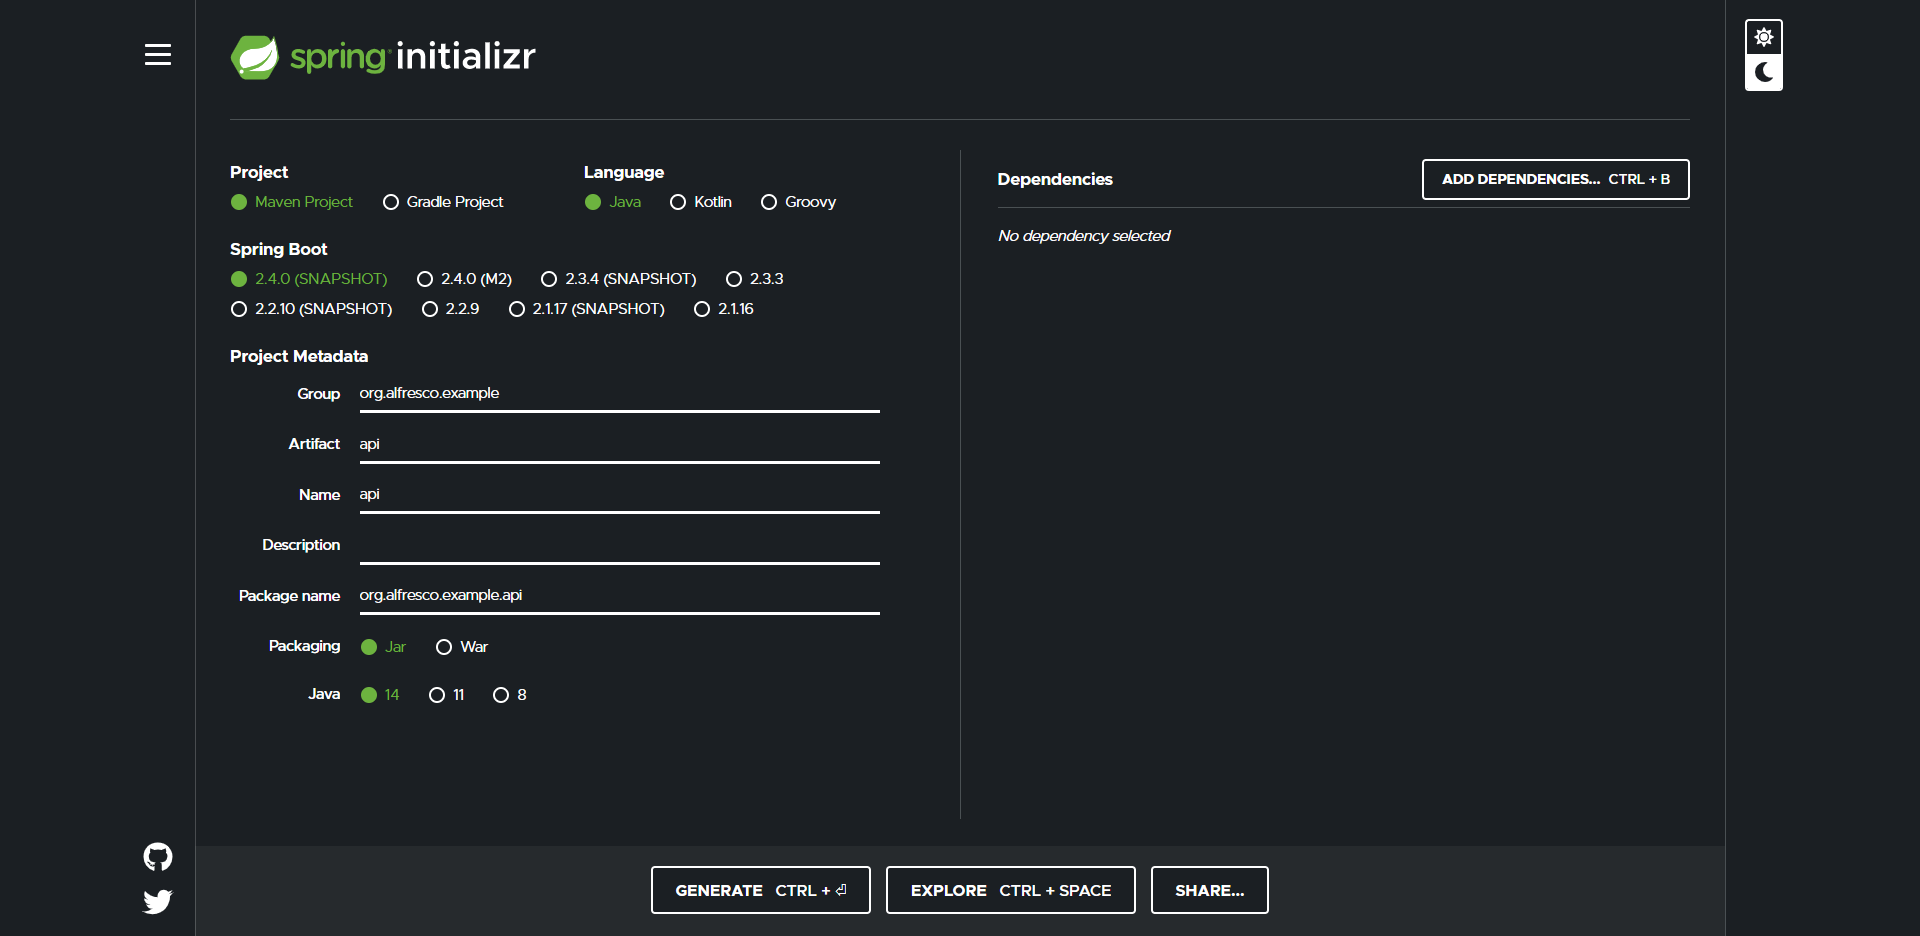 spring initializr
Project
Maven Project Gradle Project
Language
Java Kotlin Groovy
Spring Boot
2.4.0 (SNAPSHOT) 2.4.0 (M2) 2.3.4 (SNAPSHOT) 2.3.3
2.2.10 (SNAPSHOT) 2.2.9 2.1.17 (SNAPSHOT) 2.1.16
Project Metadata
Group org.alfresco.example
Artifact api
Name api
Description
Package name org.alfresco.example.api
Packaging Jar War
Java 14 11 8
Dependencies ADD DEPENDENCIES... CTRL + B
No dependency selected
GENERATE CTRL + ⏎ EXPLORE CTRL + SPACE SHARE...